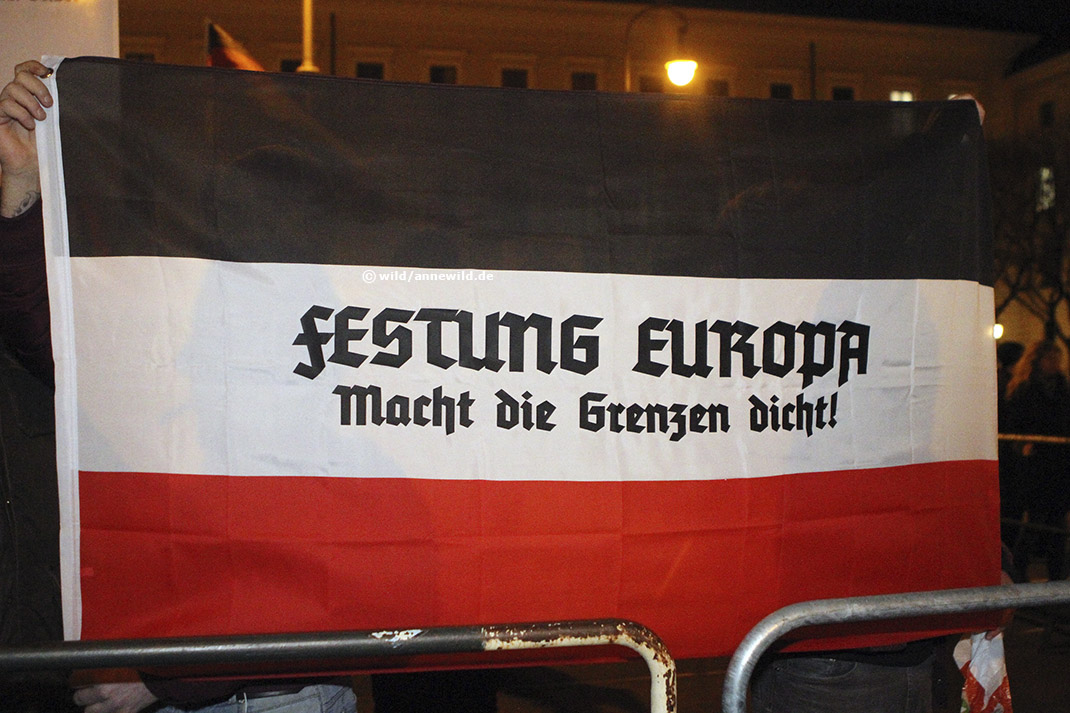 © wild/annewild.de
FESTUNG EUROPA
Macht die Grenzen dicht!